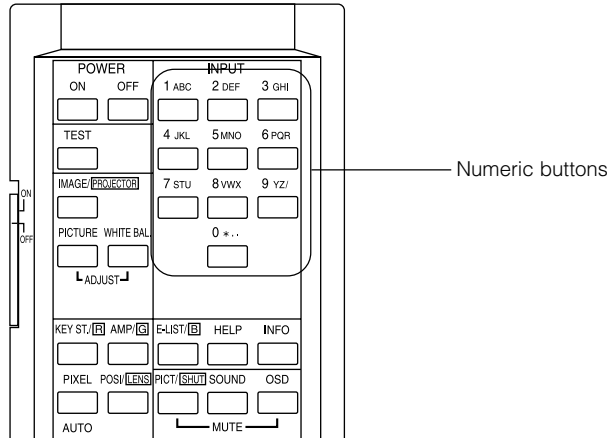 POWER INPUT
ON OFF 1 ABC 2 DEF 3 GHI
TEST 4 JKL 5 MNO 6 PQR
Numeric buttons
IMAGE/PROJECTOR 7 STU 8 VWX 9 YZ/
ON
OFF
PICTURE WHITE BAL. 0 *..
ADJUST
KEY ST./R AMP/G E-LIST/B HELP INFO
PIXEL POSI/LENS PICT/SHUT SOUND OSD
AUTO MUTE